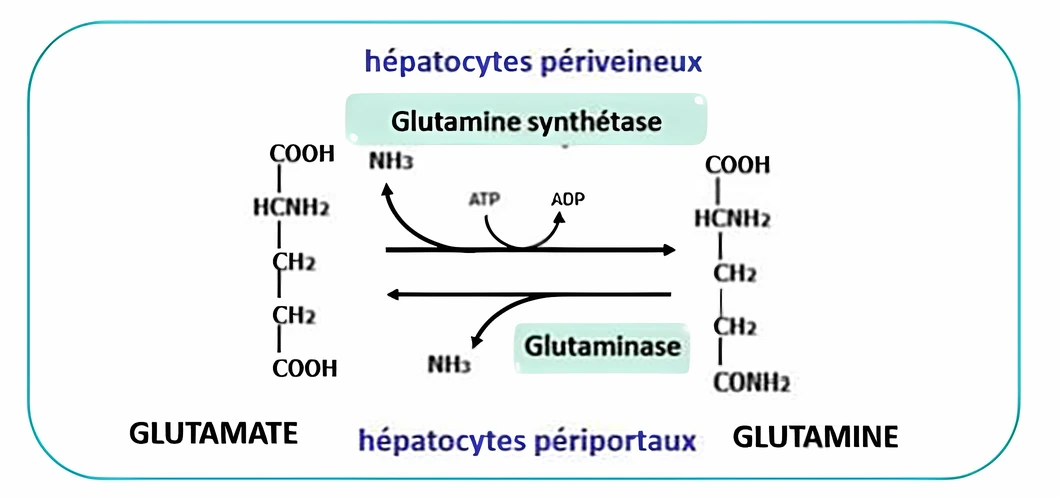 hépatocytes périveineux
Glutamine synthétase
COOH
HCNH2
CH2
CH2
COOH
GLUTAMATE
NH3
ATP
ADP
NH3
Glutaminase
hépatocytes périportaux
COOH
HCNH2
CH2
CH2
CONH2
GLUTAMINE